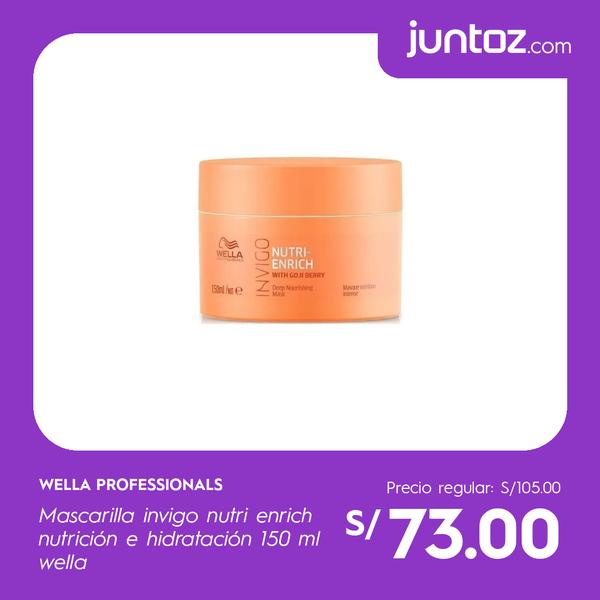 juntoz.com
WELLA
PROFESSIONALS
INVIGO
NUTRI-
ENRICH
WITH GOJI BERRY
Deep Nourishing
Mask
150ml
WELLA PROFESSIONALS
Mascarilla invigo nutri enrich
nutrición e hidratación 150 ml
wella
Precio regular: S/105.00
S/73.00